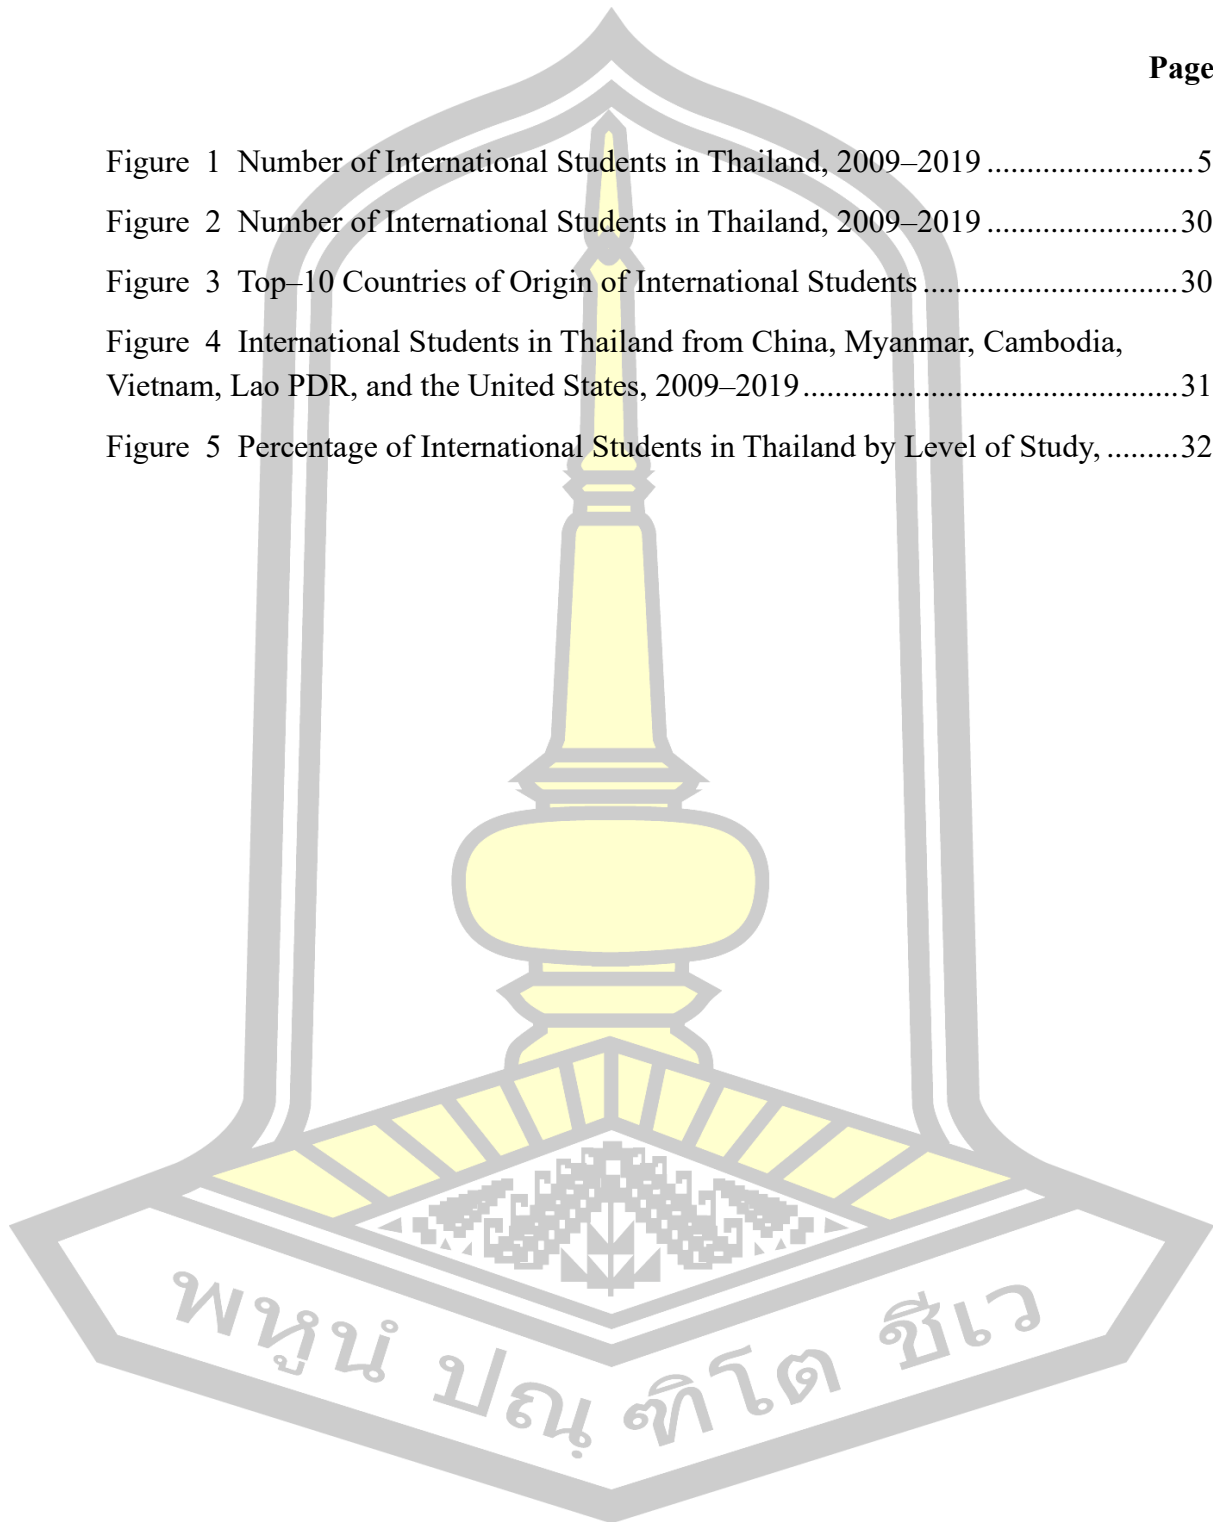 Page
Figure 1 Number of International Students in Thailand, 2009–2019 ..........................5
Figure 2 Number of International Students in Thailand, 2009–2019 ........................30
Figure 3 Top–10 Countries of Origin of International Students ................................30
Figure 4 International Students in Thailand from China, Myanmar, Cambodia,
Vietnam, Lao PDR, and the United States, 2009–2019 ...............................................31
Figure 5 Percentage of International Students in Thailand by Level of Study, .........32
พหูนํ ปณฺ ฑิโต ชีเว